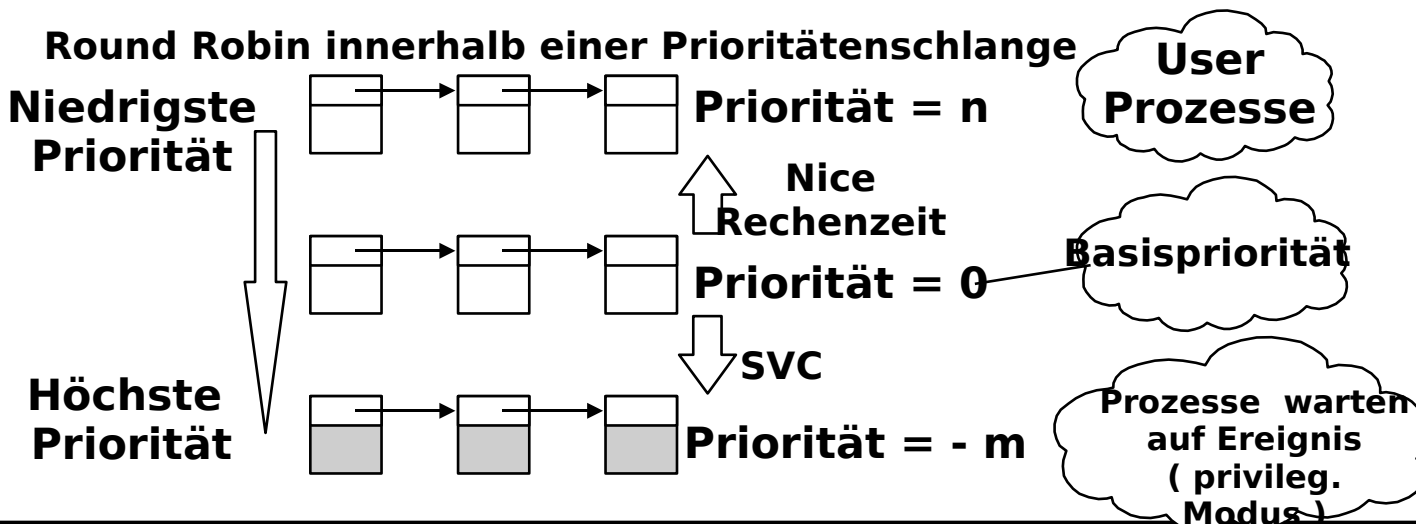 Round Robin innerhalb einer Prioritätenschlange
User
Prozesse
Niedrigste
Priorität
Priorität = n
Nice
Rechenzeit
Basispriorität
Priorität = 0
SVC
Höchste
Priorität
Priorität = - m
Prozesse warten
auf Ereignis
( privileg.
Modus )